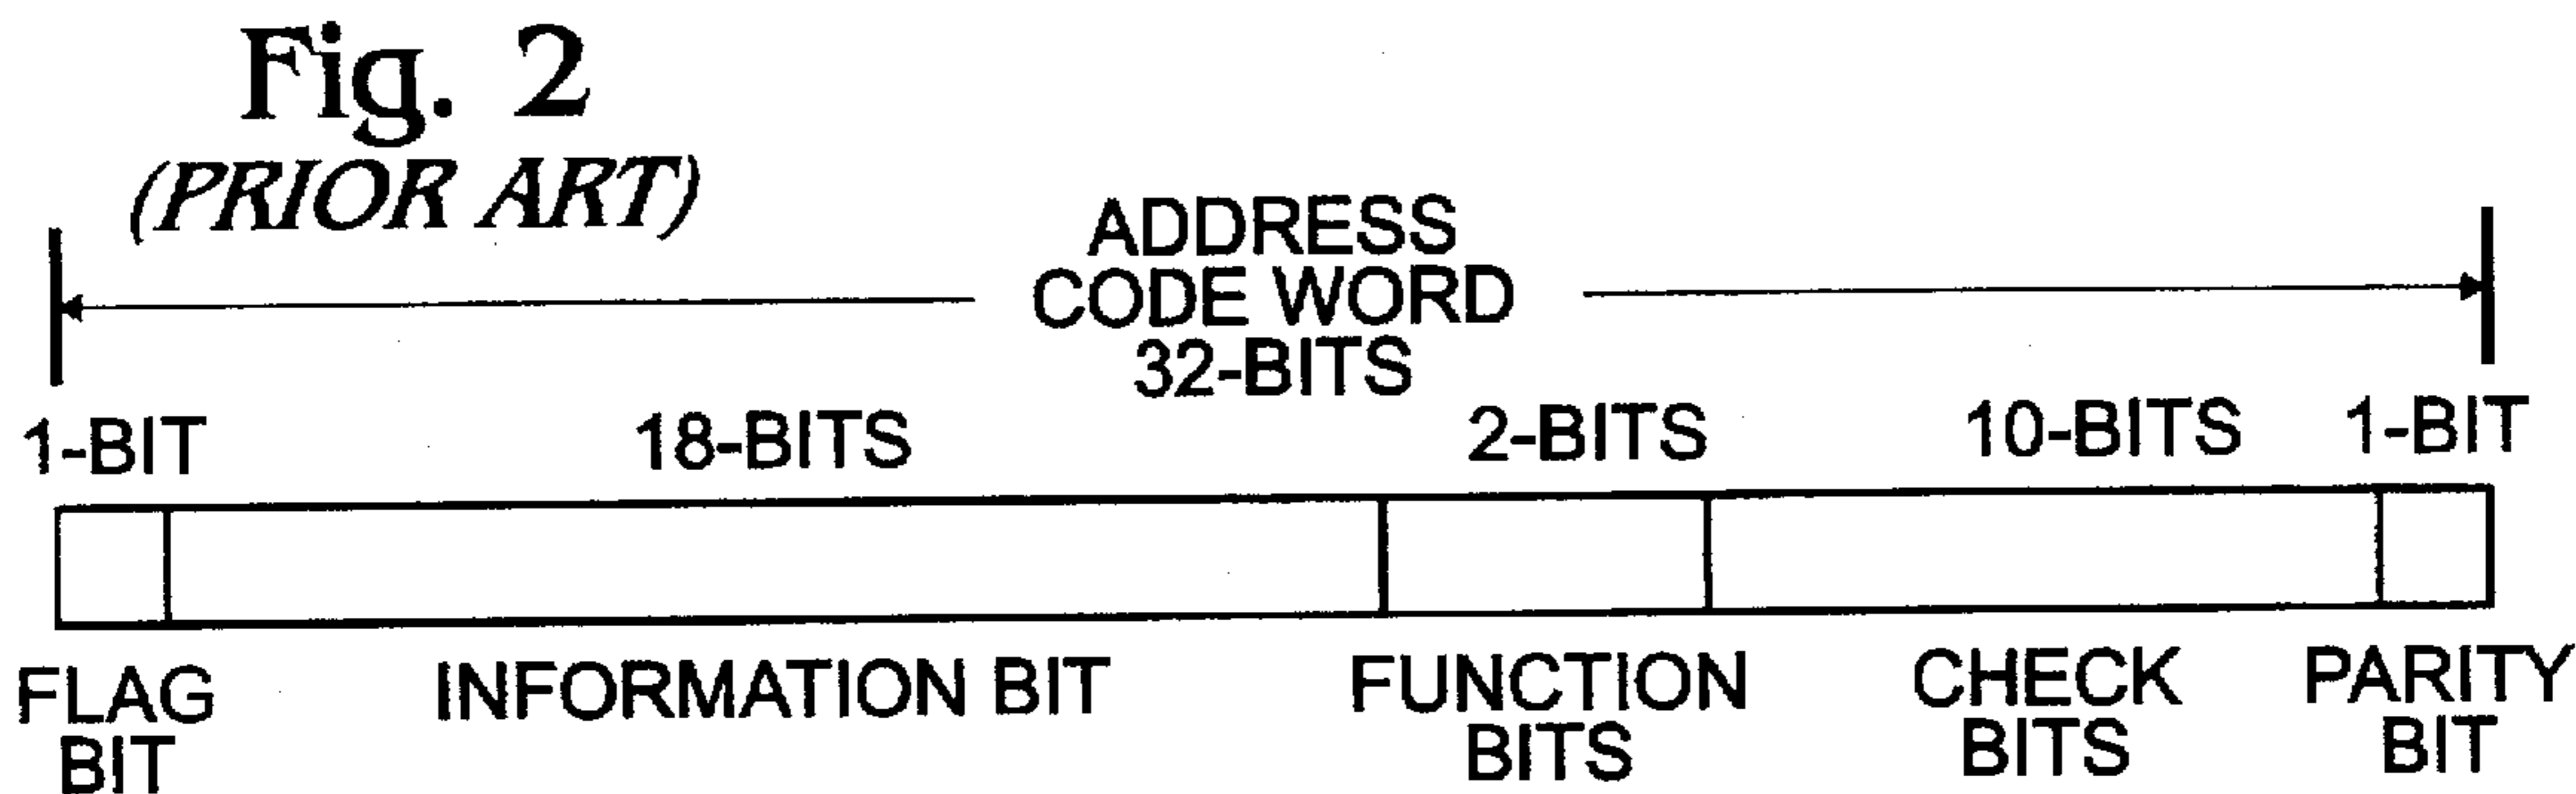 Fig. 2
(PRIOR ART)
ADDRESS
CODE WORD
32-BITS
1-BIT 18-BITS 2-BITS 10-BITS 1-BIT
FLAG BIT
INFORMATION BIT
FUNCTION BITS
CHECK BITS
PARITY BIT